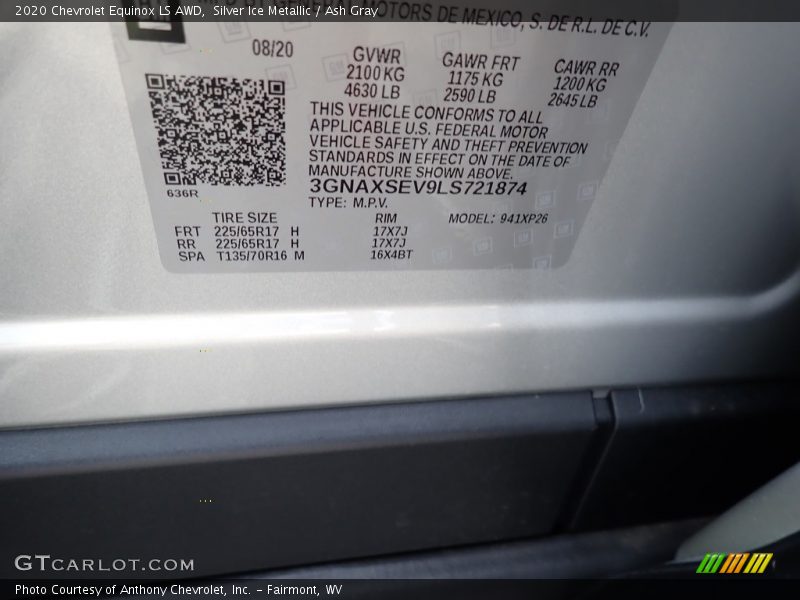 2020 Chevrolet Equinox LS AWD,  Silver Ice Metallic / Ash Gray
GENERAL MOTORS DE MEXICO, S. DE R.L. DE C.V.
08/20 GVWR GAWR FRT GAWR RR
2100 KG 1175 KG 1200 KG
4630 LB 2590 LB 2645 LB
THIS VEHICLE CONFORMS TO ALL
APPLICABLE U.S. FEDERAL MOTOR
VEHICLE SAFETY AND THEFT PREVENTION
STANDARDS IN EFFECT ON THE DATE OF
MANUFACTURE SHOWN ABOVE.
3GNAXSEV9LS721874
636R
TYPE: M.P.V.
TIRE SIZE RIM MODEL: 941XP26
FRT 225/65R17 H 17X7J
RR 225/65R17 H 17X7J
SPA T135/70R16 M 16X4BT
GTCARLOT.COM
Photo Courtesy of Anthony Chevrolet, Inc. – Fairmont, WV